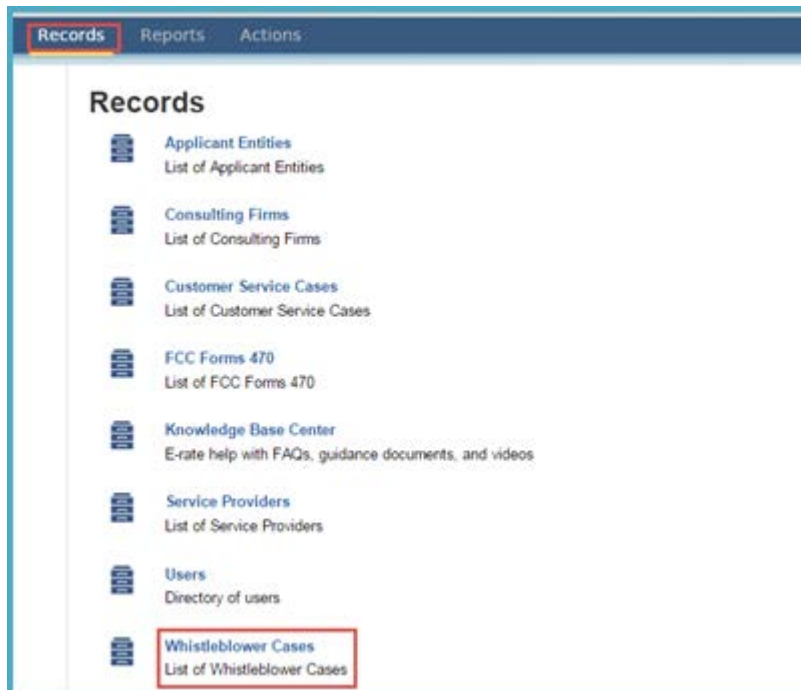 Records Reports Actions
Records
Applicant Entities
List of Applicant Entities
Consulting Firms
List of Consulting Firms
Customer Service Cases
List of Customer Service Cases
FCC Forms 470
List of FCC Forms 470
Knowledge Base Center
E-rate help with FAQs, guidance documents, and videos
Service Providers
List of Service Providers
Users
Directory of users
Whistleblower Cases
List of Whistleblower Cases